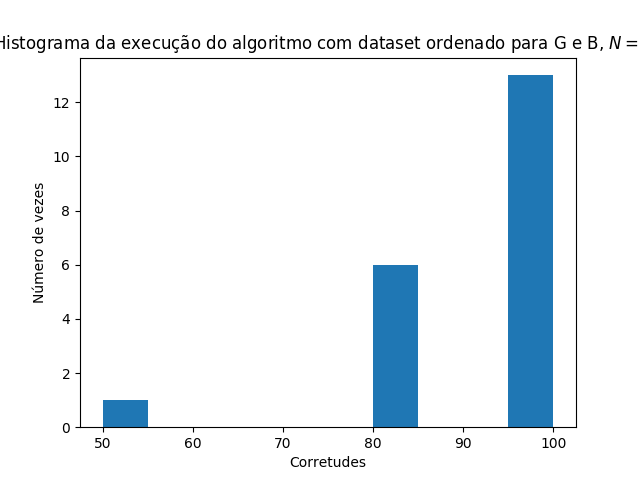 Histograma da execução do algoritmo com dataset ordenado para G e B, N =
12
10
8
6
4
2
0
Número de vezes
50 60 70 80 90 100
Corretudes